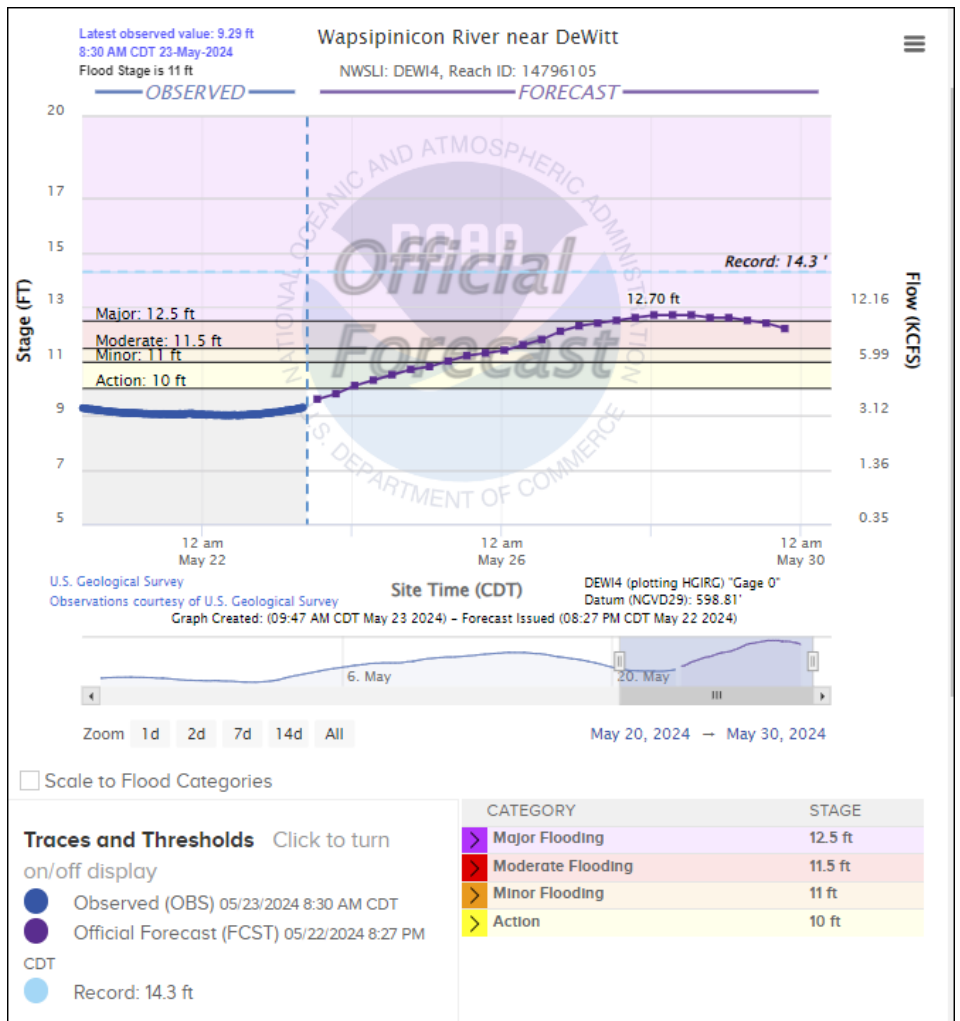 Latest observed value: 9.29 ft
8:30 AM CDT 23-May-2024
Flood Stage is 11 ft
Wapsipinicon River near DeWitt
NWSLI: DEWI4, Reach ID: 14796105
OBSERVED
FORECAST
20
17
15
13
11
9
7
5
Stage (FT)
12.16
5.99
3.12
1.36
0.35
Flow (KCFS)
NATIONAL OCEANIC AND ATMOSPHERIC ADMINISTRATION
U.S. DEPARTMENT OF COMMERCE
NOAA
Official
Forecast
Record: 14.3 '
12.70 ft
Major: 12.5 ft
Moderate: 11.5 ft
Minor: 11 ft
Action: 10 ft
12 am
May 22
12 am
May 26
12 am
May 30
Site Time (CDT)
U.S. Geological Survey
Observations courtesy of U.S. Geological Survey
DEWI4 (plotting HGIRG) "Gage 0"
Datum (NGVD29): 598.81'
Graph Created: (09:47 AM CDT May 23 2024) – Forecast Issued (08:27 PM CDT May 22 2024)
6. May
20. May
Zoom 1d 2d 7d 14d All
May 20, 2024 → May 30, 2024
Scale to Flood Categories
Traces and Thresholds Click to turn
on/off display
Observed (OBS) 05/23/2024 8:30 AM CDT
Official Forecast (FCST) 05/22/2024 8:27 PM
CDT
Record: 14.3 ft
CATEGORY STAGE
Major Flooding 12.5 ft
Moderate Flooding 11.5 ft
Minor Flooding 11 ft
Action 10 ft